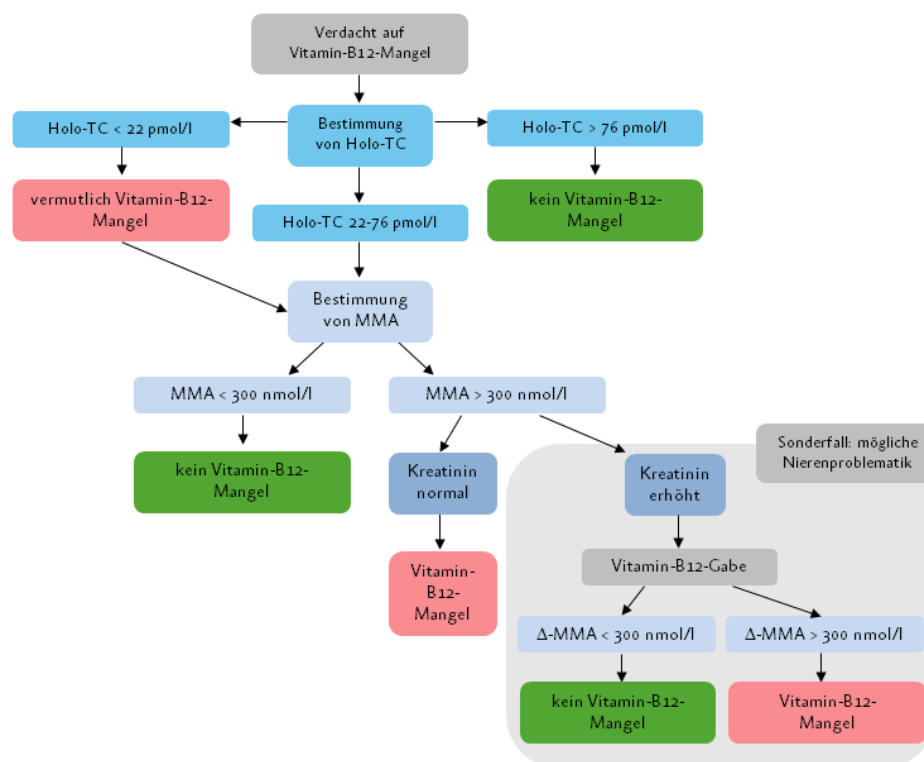 Verdacht auf
Vitamin-B12-Mangel
Holo-TC < 22 pmol/l
Bestimmung
von Holo-TC
Holo-TC > 76 pmol/l
vermutlich Vitamin-B12-
Mangel
kein Vitamin-B12-
Mangel
Holo-TC 22-76 pmol/l
Bestimmung
von MMA
MMA < 300 nmol/l
MMA > 300 nmol/l
Sonderfall: mögliche
Nierenproblematik
kein Vitamin-B12-
Mangel
Kreatinin
normal
Kreatinin
erhöht
Vitamin-
B12-
Mangel
Vitamin-B12-Gabe
Δ-MMA < 300 nmol/l
Δ-MMA > 300 nmol/l
kein Vitamin-B12-
Mangel
Vitamin-B12-
Mangel